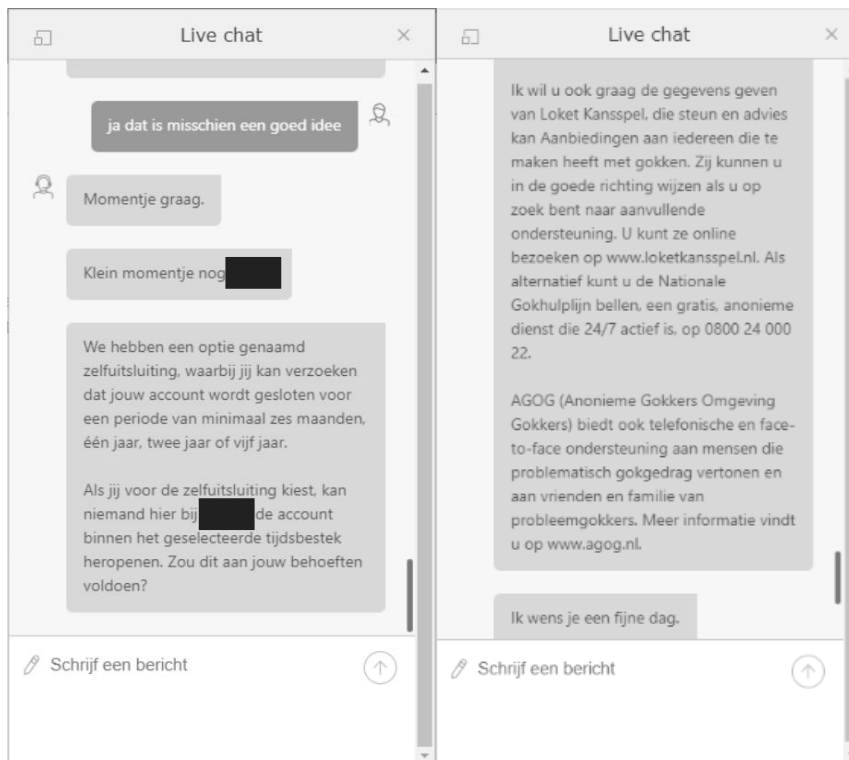 Live chat
ja dat is misschien een goed idee
Momentje graag.
Klein momentje nog
We hebben een optie genaamd
zelfuitsluiting, waarbij jij kan verzoeken
dat jouw account wordt gesloten voor
een periode van minimaal zes maanden,
één jaar, twee jaar of vijf jaar.
Als jij voor de zelfuitsluiting kiest, kan
niemand hier bij de account
binnen het geselecteerde tijdsbestek
heropenen. Zou dit aan jouw behoeften
voldoen?
Schrijf een bericht
Live chat
Ik wil u ook graag de gegevens geven
van Loket Kansspel, die steun en advies
kan Aanbiedingen aan iedereen die te
maken heeft met gokken. Zij kunnen u
in de goede richting wijzen als u op
zoek bent naar aanvullende
ondersteuning. U kunt ze online
bezoeken op www.loketkansspel.nl. Als
alternatief kunt u de Nationale
Gokhulplijn bellen, een gratis, anonieme
dienst die 24/7 actief is, op 0800 24 000
22.
AGOG (Anonieme Gokkers Omgeving
Gokkers) biedt ook telefonische en face-
to-face ondersteuning aan mensen die
problematisch gokgedrag vertonen en
aan vrienden en familie van
probleemgokkers. Meer informatie vindt
u op www.agog.nl.
Ik wens je een fijne dag.
Schrijf een bericht